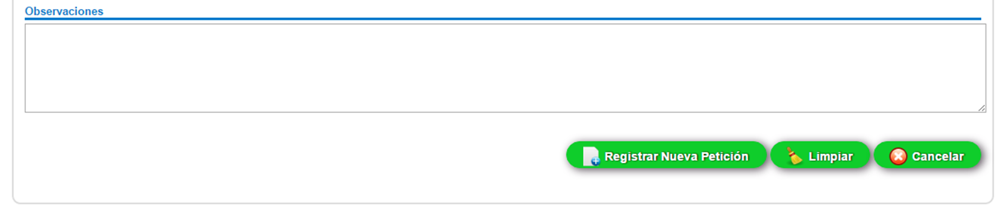 Observaciones
Registrar Nueva Petición Limpiar Cancelar